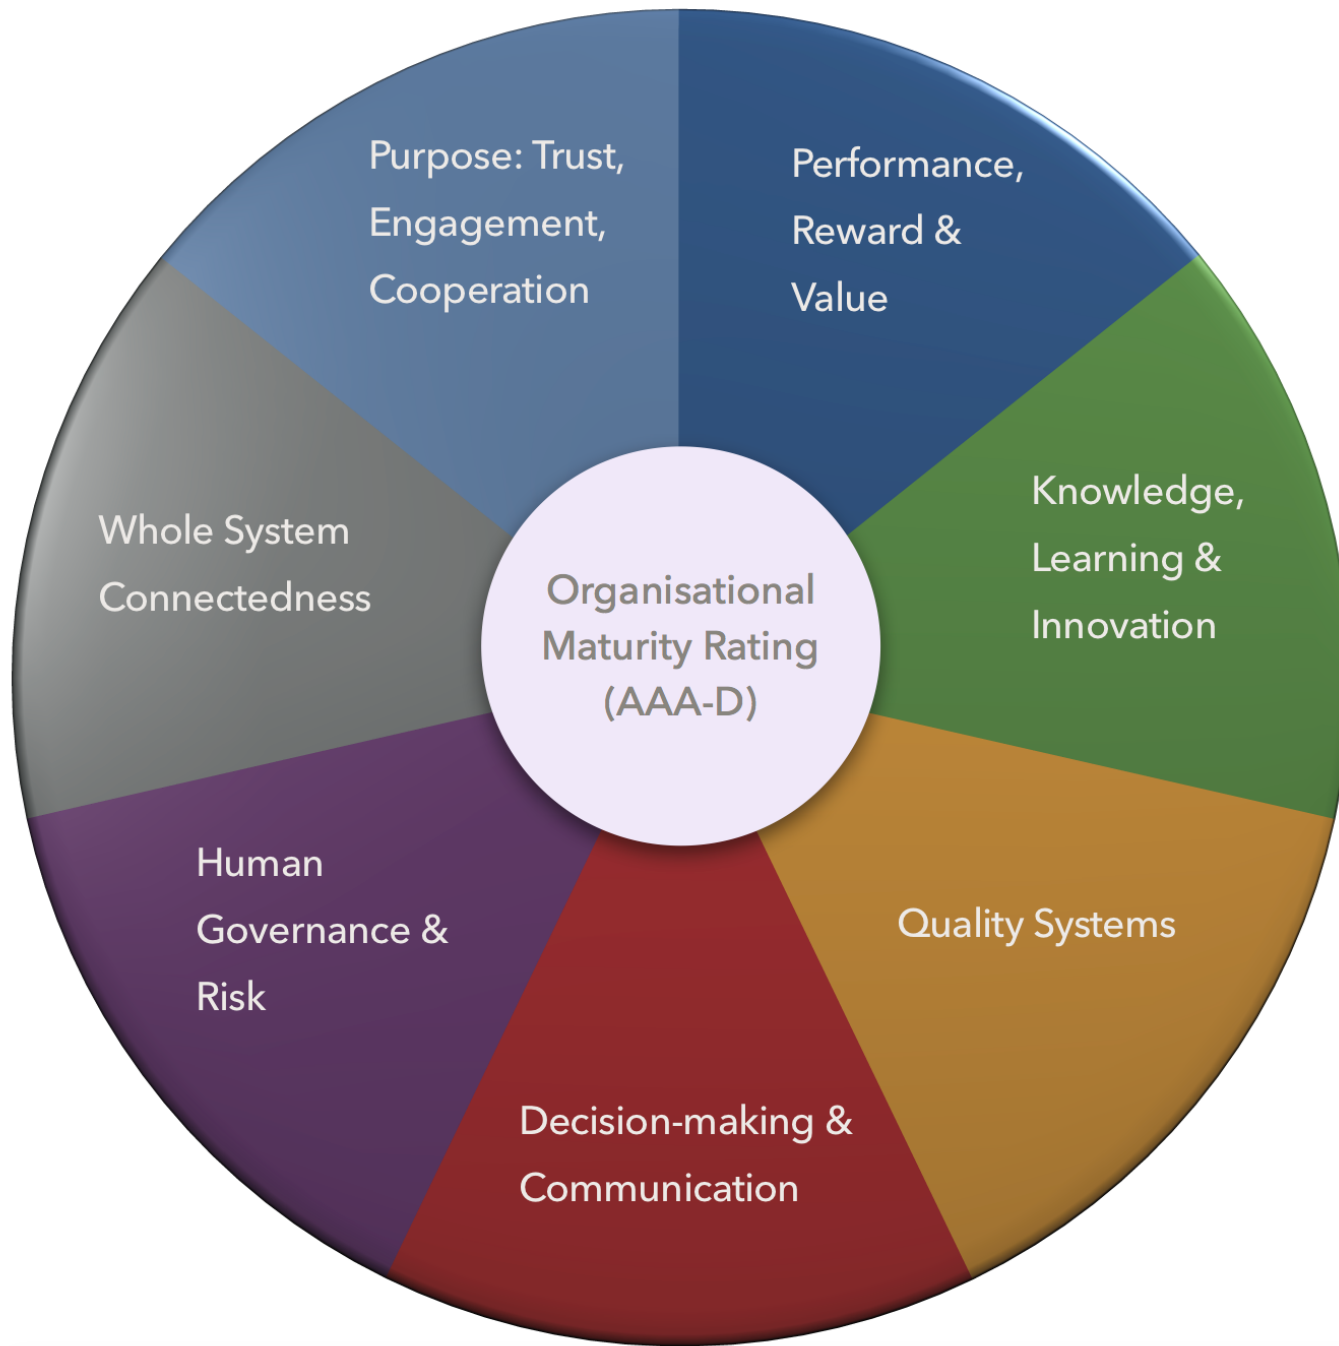 Purpose: Trust,
Engagement,
Cooperation
Performance,
Reward &
Value
Knowledge,
Learning &
Innovation
Quality Systems
Decision-making &
Communication
Human
Governance &
Risk
Whole System
Connectedness
Organisational
Maturity Rating
(AAA-D)